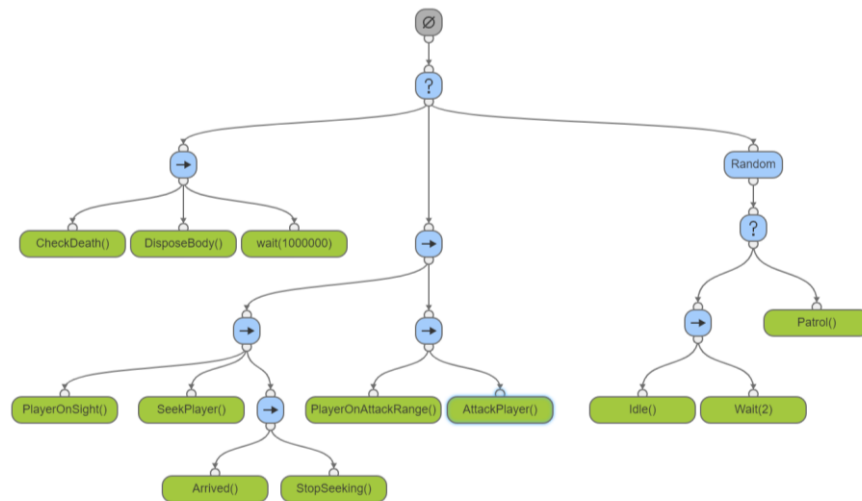 Ø
?
→
Random
CheckDeath()
DisposeBody()
wait(1000000)
→
?
→
→
→
Patrol()
PlayerOnSight()
SeekPlayer()
→
PlayerOnAttackRange()
AttackPlayer()
Idle()
Wait(2)
Arrived()
StopSeeking()